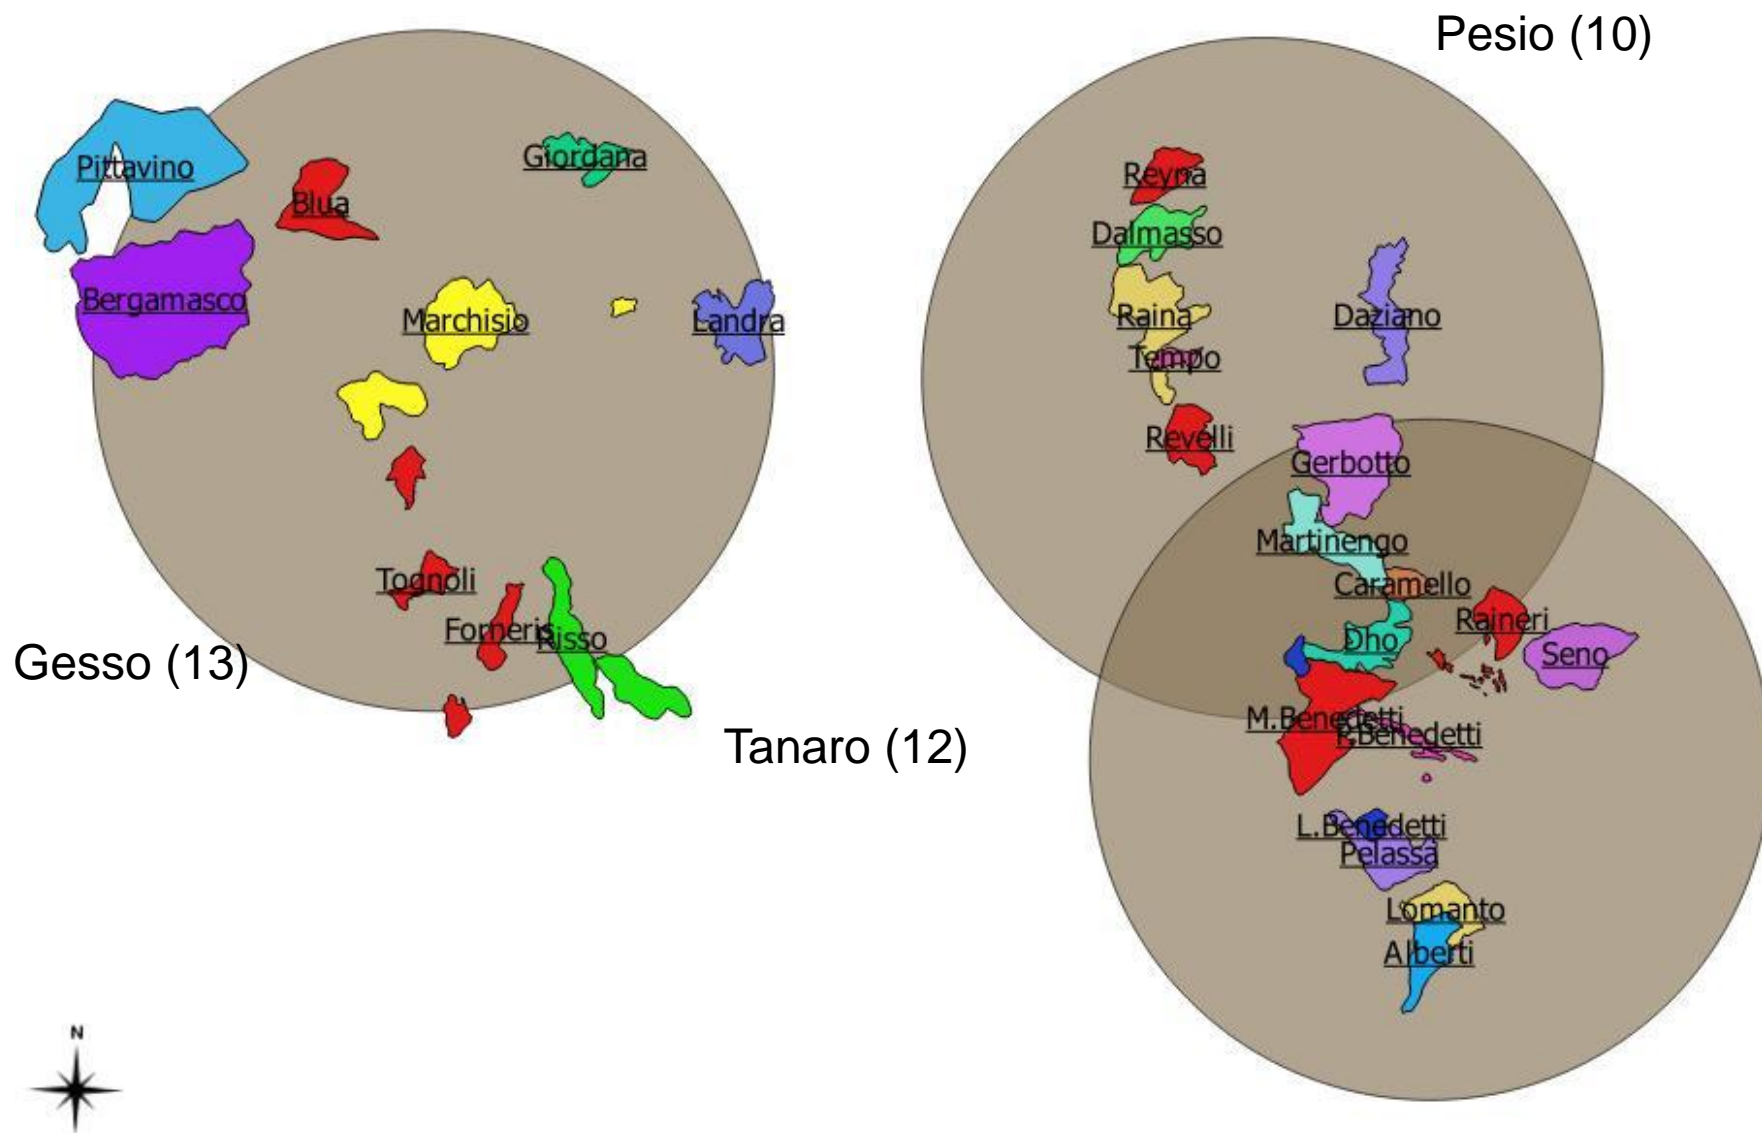 Pesio (10)
Pittavino
Blua
Giordana
Bergamasco
Marchisio
Landra
Tognoli
Forneris
Risso
Gesso (13)
Tanaro (12)
Reyna
Dalmasso
Raina
Daziano
Tempo
Revelli
Gerbotto
Martinengo
Caramello
Raineri
Dho
Seno
M.Benedetti
F.Benedetti
L.Benedetti
Pelassa
Lomanto
Alberti
N